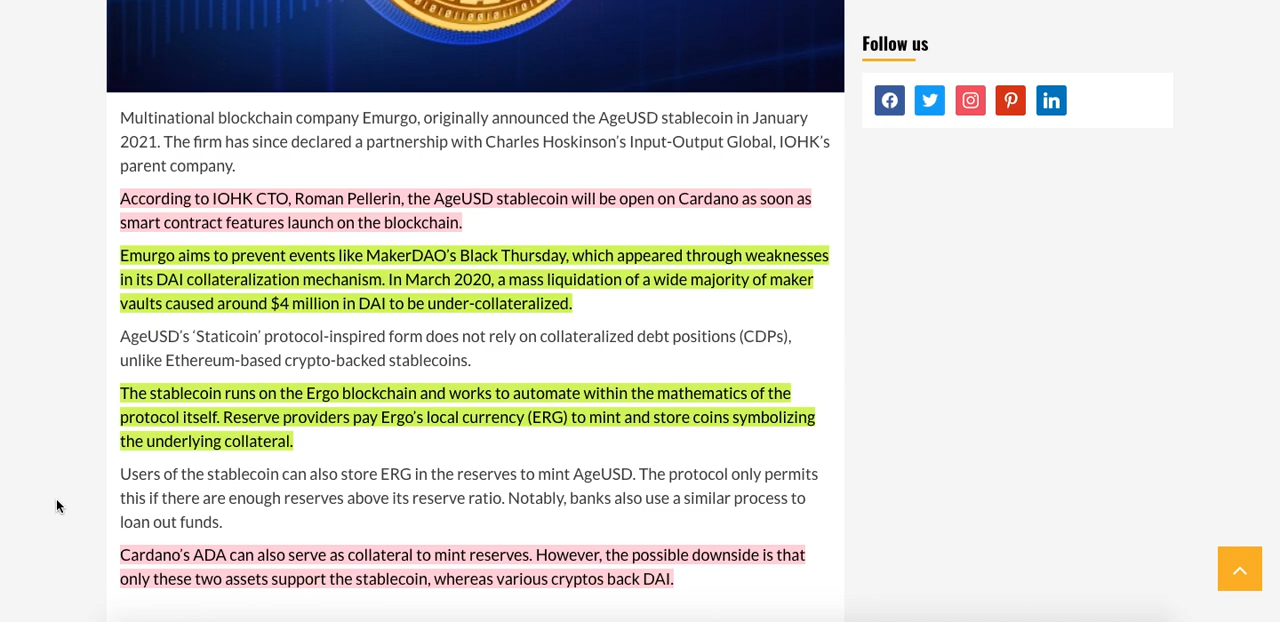 Follow us
Multinational blockchain company Emurgo, originally announced the AgeUSD stablecoin in January
2021. The firm has since declared a partnership with Charles Hoskinson’s Input-Output Global, IOHK’s
parent company.
According to IOHK CTO, Roman Pellerin, the AgeUSD stablecoin will be open on Cardano as soon as
smart contract features launch on the blockchain.
Emurgo aims to prevent events like MakerDAO’s Black Thursday, which appeared through weaknesses
in its DAI collateralization mechanism. In March 2020, a mass liquidation of a wide majority of maker
vaults caused around $4 million in DAI to be under-collateralized.
AgeUSD’s ‘Staticoin’ protocol-inspired form does not rely on collateralized debt positions (CDPs),
unlike Ethereum-based crypto-backed stablecoins.
The stablecoin runs on the Ergo blockchain and works to automate within the mathematics of the
protocol itself. Reserve providers pay Ergo’s local currency (ERG) to mint and store coins symbolizing
the underlying collateral.
Users of the stablecoin can also store ERG in the reserves to mint AgeUSD. The protocol only permits
this if there are enough reserves above its reserve ratio. Notably, banks also use a similar process to
loan out funds.
Cardano’s ADA can also serve as collateral to mint reserves. However, the possible downside is that
only these two assets support the stablecoin, whereas various cryptos back DAI.